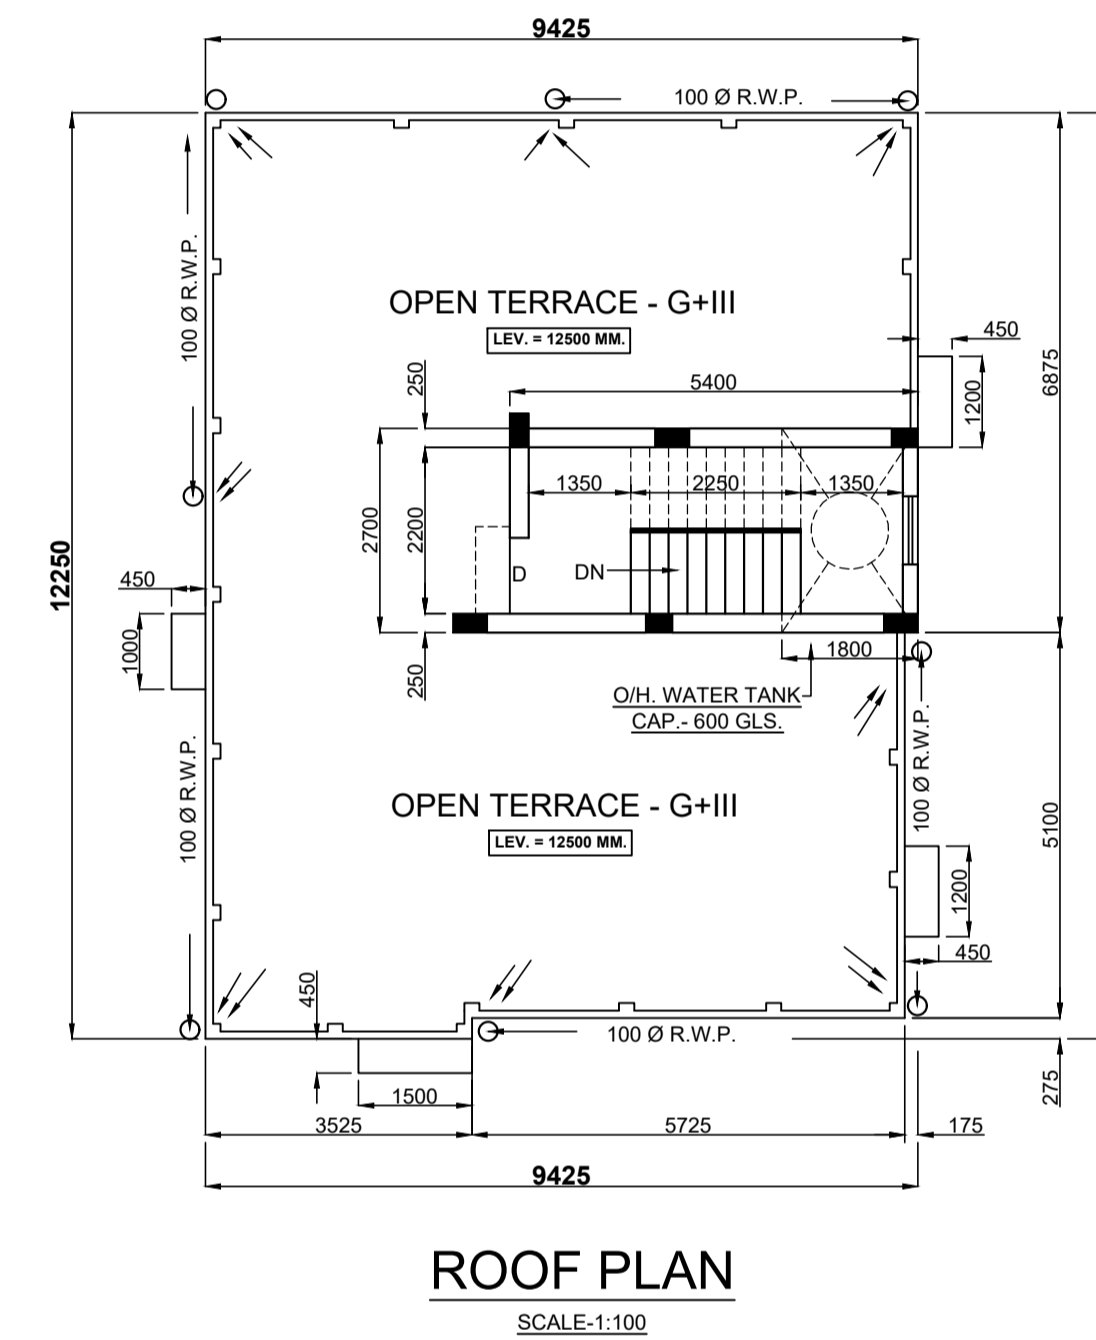 9425
100 Ø R.W.P.
100 Ø R.W.P.
OPEN TERRACE - G+III
LEV. = 12500 MM.
450
250
5400
1200
6875
1350
2250
1350
2700
2200
12250
450
D
DN
1000
250
1800
O/H. WATER TANK
CAP.- 600 GLS.
100 Ø R.W.P.
100 Ø R.W.P.
OPEN TERRACE - G+III
LEV. = 12500 MM.
5100
1200
450
450
100 Ø R.W.P.
275
1500
3525
5725
175
9425
ROOF PLAN
SCALE-1:100